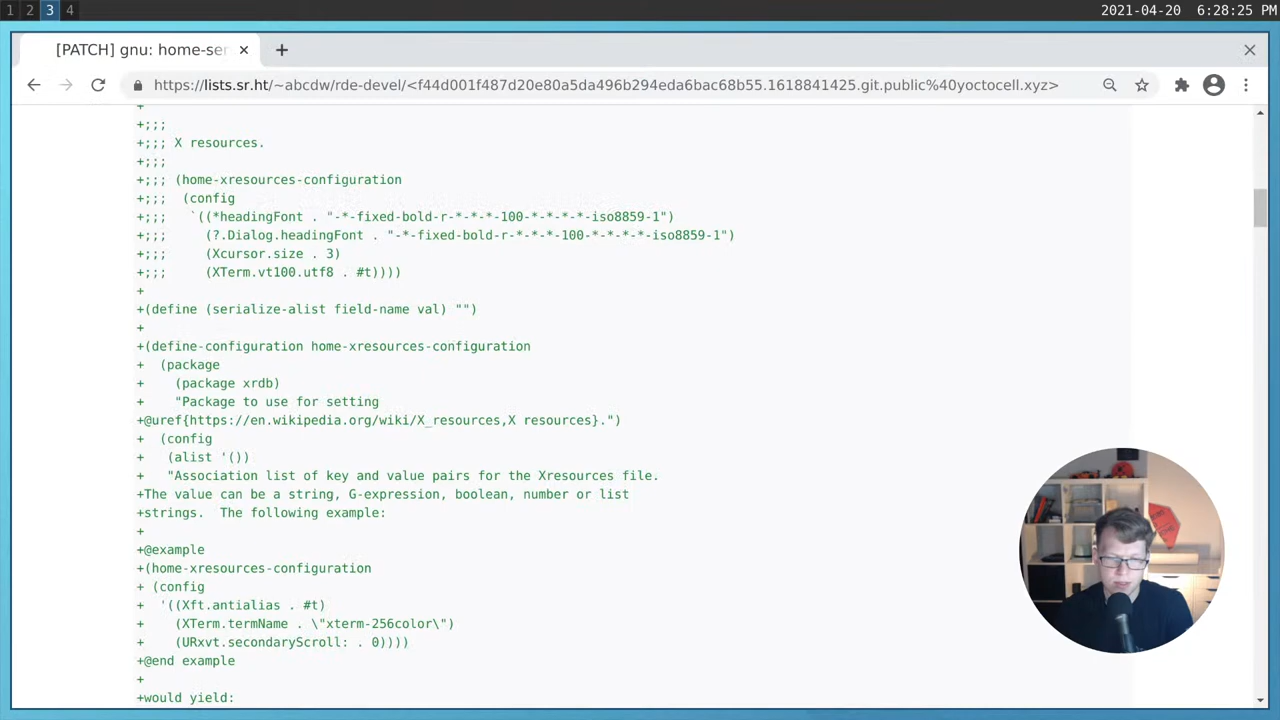 1 2 3 4 2021-04-20 6:28:25 PM
[PATCH] gnu: home-ser
https://lists.sr.ht/~abcdw/rde-devel/<f44d001f487d20e80a5da496b294eda6bac68b55.1618841425.git.public%40yoctocell.xyz>
+
+;;;
+;;; X resources.
+;;;
+;;; (home-xresources-configuration
+;;;  (config
+;;;   `((*headingFont . "-*-fixed-bold-r-*-*-*-100-*-*-*-*-iso8859-1")
+;;;     (?.Dialog.headingFont . "-*-fixed-bold-r-*-*-*-100-*-*-*-*-iso8859-1")
+;;;     (Xcursor.size . 3)
+;;;     (XTerm.vt100.utf8 . #t))))
+
+(define (serialize-alist field-name val) "")
+
+(define-configuration home-xresources-configuration
+  (package
+    (package xrdb)
+    "Package to use for setting
+@uref{https://en.wikipedia.org/wiki/X_resources,X resources}.")
+  (config
+   (alist '())
+   "Association list of key and value pairs for the Xresources file.
+The value can be a string, G-expression, boolean, number or list
+strings.  The following example:
+
+@example
+(home-xresources-configuration
+ (config
+  '((Xft.antialias . #t)
+    (XTerm.termName . \"xterm-256color\")
+    (URxvt.secondaryScroll: . 0))))
+@end example
+
+would yield: